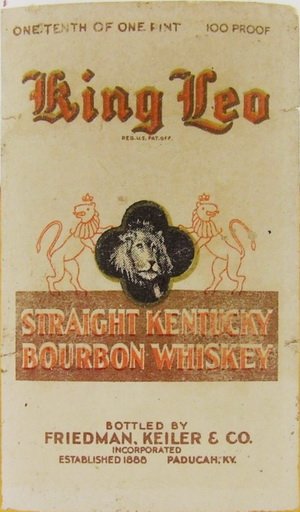 ONE-TENTH OF ONE PINT 100 PROOF
King Leo
REG. U.S. PAT. OFF.
STRAIGHT KENTUCKY
BOURBON WHISKEY
BOTTLED BY
FRIEDMAN, KEILER & CO.
INCORPORATED
ESTABLISHED 1888 PADUCAH, KY.